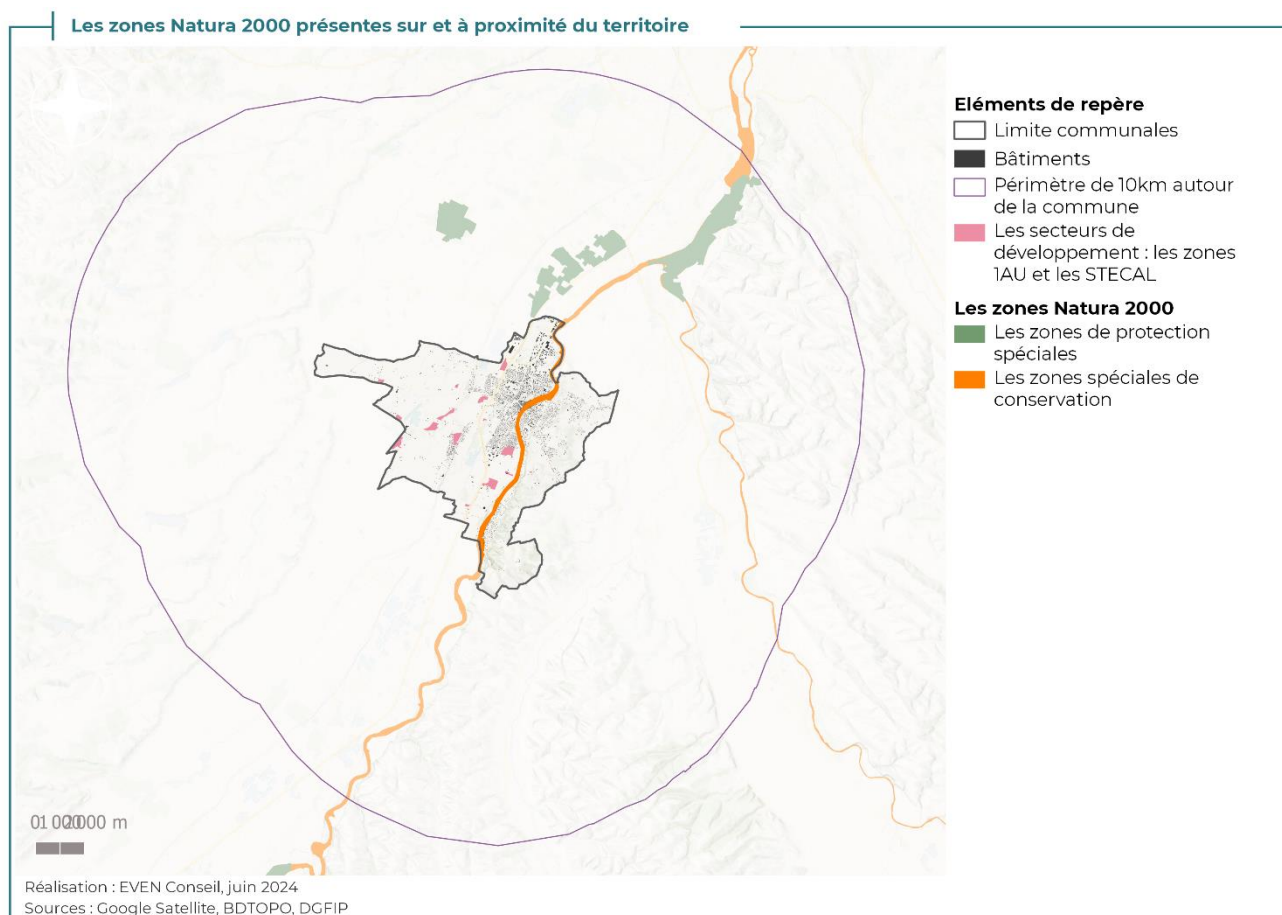 Les zones Natura 2000 présentes sur et à proximité du territoire
Eléments de repère
Limite communales
Bâtiments
Périmètre de 10km autour
de la commune
Les secteurs de
développement : les zones
1AU et les STECAL
Les zones Natura 2000
Les zones de protection
spéciales
Les zones spéciales de
conservation
Réalisation : EVEN Conseil, juin 2024
Sources : Google Satellite, BDTOPO, DGFIP